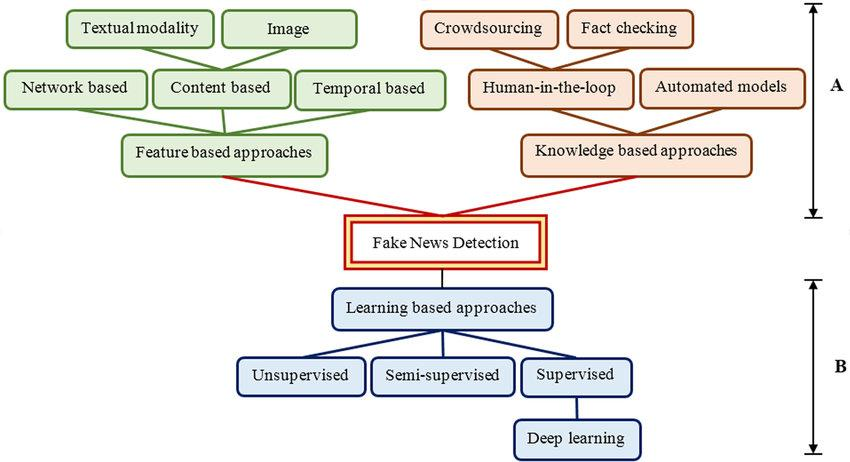 Textual modality
Image
Crowdsourcing
Fact checking
Network based
Content based
Temporal based
Human-in-the-loop
Automated models
A
Feature based approaches
Knowledge based approaches
Fake News Detection
Learning based approaches
Unsupervised
Semi-supervised
Supervised
B
Deep learning